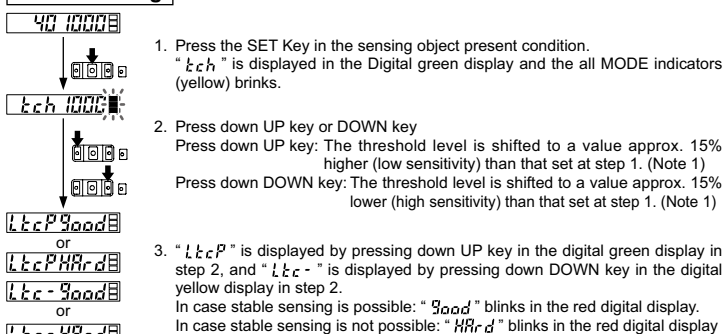 40 1000
1. Press the SET Key in the sensing object present condition.
" tch " is displayed in the Digital green display and the all MODE indicators
(yellow) brinks.
tch 1000
2. Press down UP key or DOWN key
Press down UP key: The threshold level is shifted to a value approx. 15%
higher (low sensitivity) than that set at step 1. (Note 1)
Press down DOWN key: The threshold level is shifted to a value approx. 15%
lower (high sensitivity) than that set at step 1. (Note 1)
LtcPgood
or
LtcPHArd
Ltc-good
or
3. " LtcP " is displayed by pressing down UP key in the digital green display in
step 2, and " Ltc- " is displayed by pressing down DOWN key in the digital
yellow display in step 2.
In case stable sensing is possible: " good " blinks in the red digital display.
In case stable sensing is not possible: " HArd " blinks in the red digital display